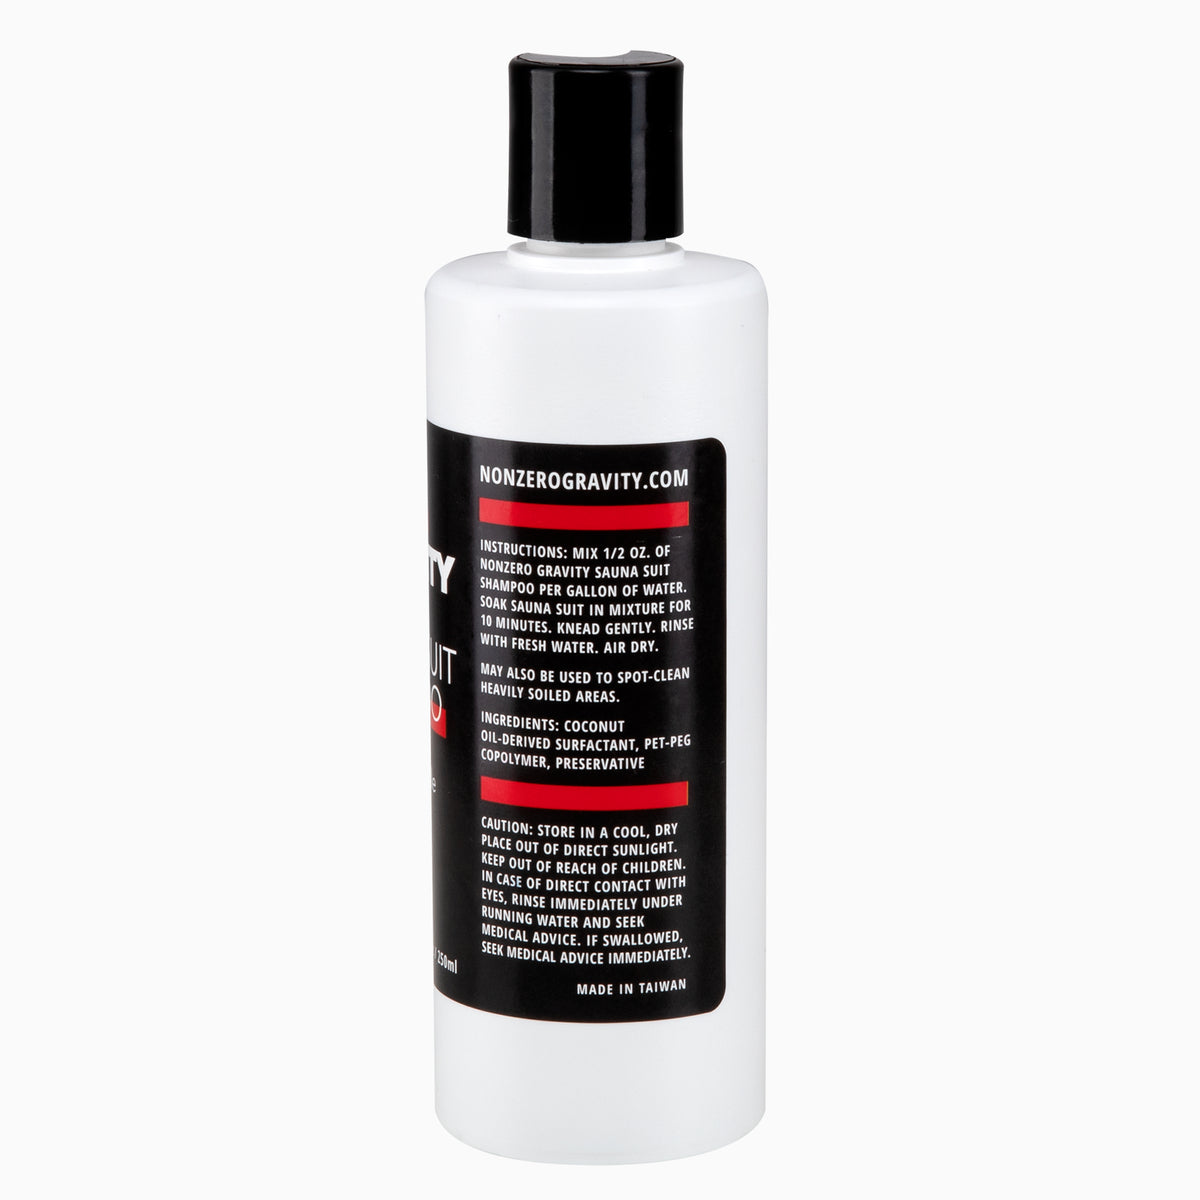 NONZEROGRAVITY.COM
INSTRUCTIONS: MIX 1/2 OZ. OF
NONZERO GRAVITY SAUNA SUIT
SHAMPOO PER GALLON OF WATER.
SOAK SAUNA SUIT IN MIXTURE FOR
10 MINUTES. KNEAD GENTLY. RINSE
WITH FRESH WATER. AIR DRY.
MAY ALSO BE USED TO SPOT-CLEAN
HEAVILY SOILED AREAS.
INGREDIENTS: COCONUT
OIL-DERIVED SURFACTANT, PET-PEG
COPOLYMER, PRESERVATIVE
CAUTION: STORE IN A COOL, DRY
PLACE OUT OF DIRECT SUNLIGHT.
KEEP OUT OF REACH OF CHILDREN.
IN CASE OF DIRECT CONTACT WITH
EYES, RINSE IMMEDIATELY UNDER
RUNNING WATER AND SEEK
MEDICAL ADVICE. IF SWALLOWED,
SEEK MEDICAL ADVICE IMMEDIATELY.
MADE IN TAIWAN
/ 250ml